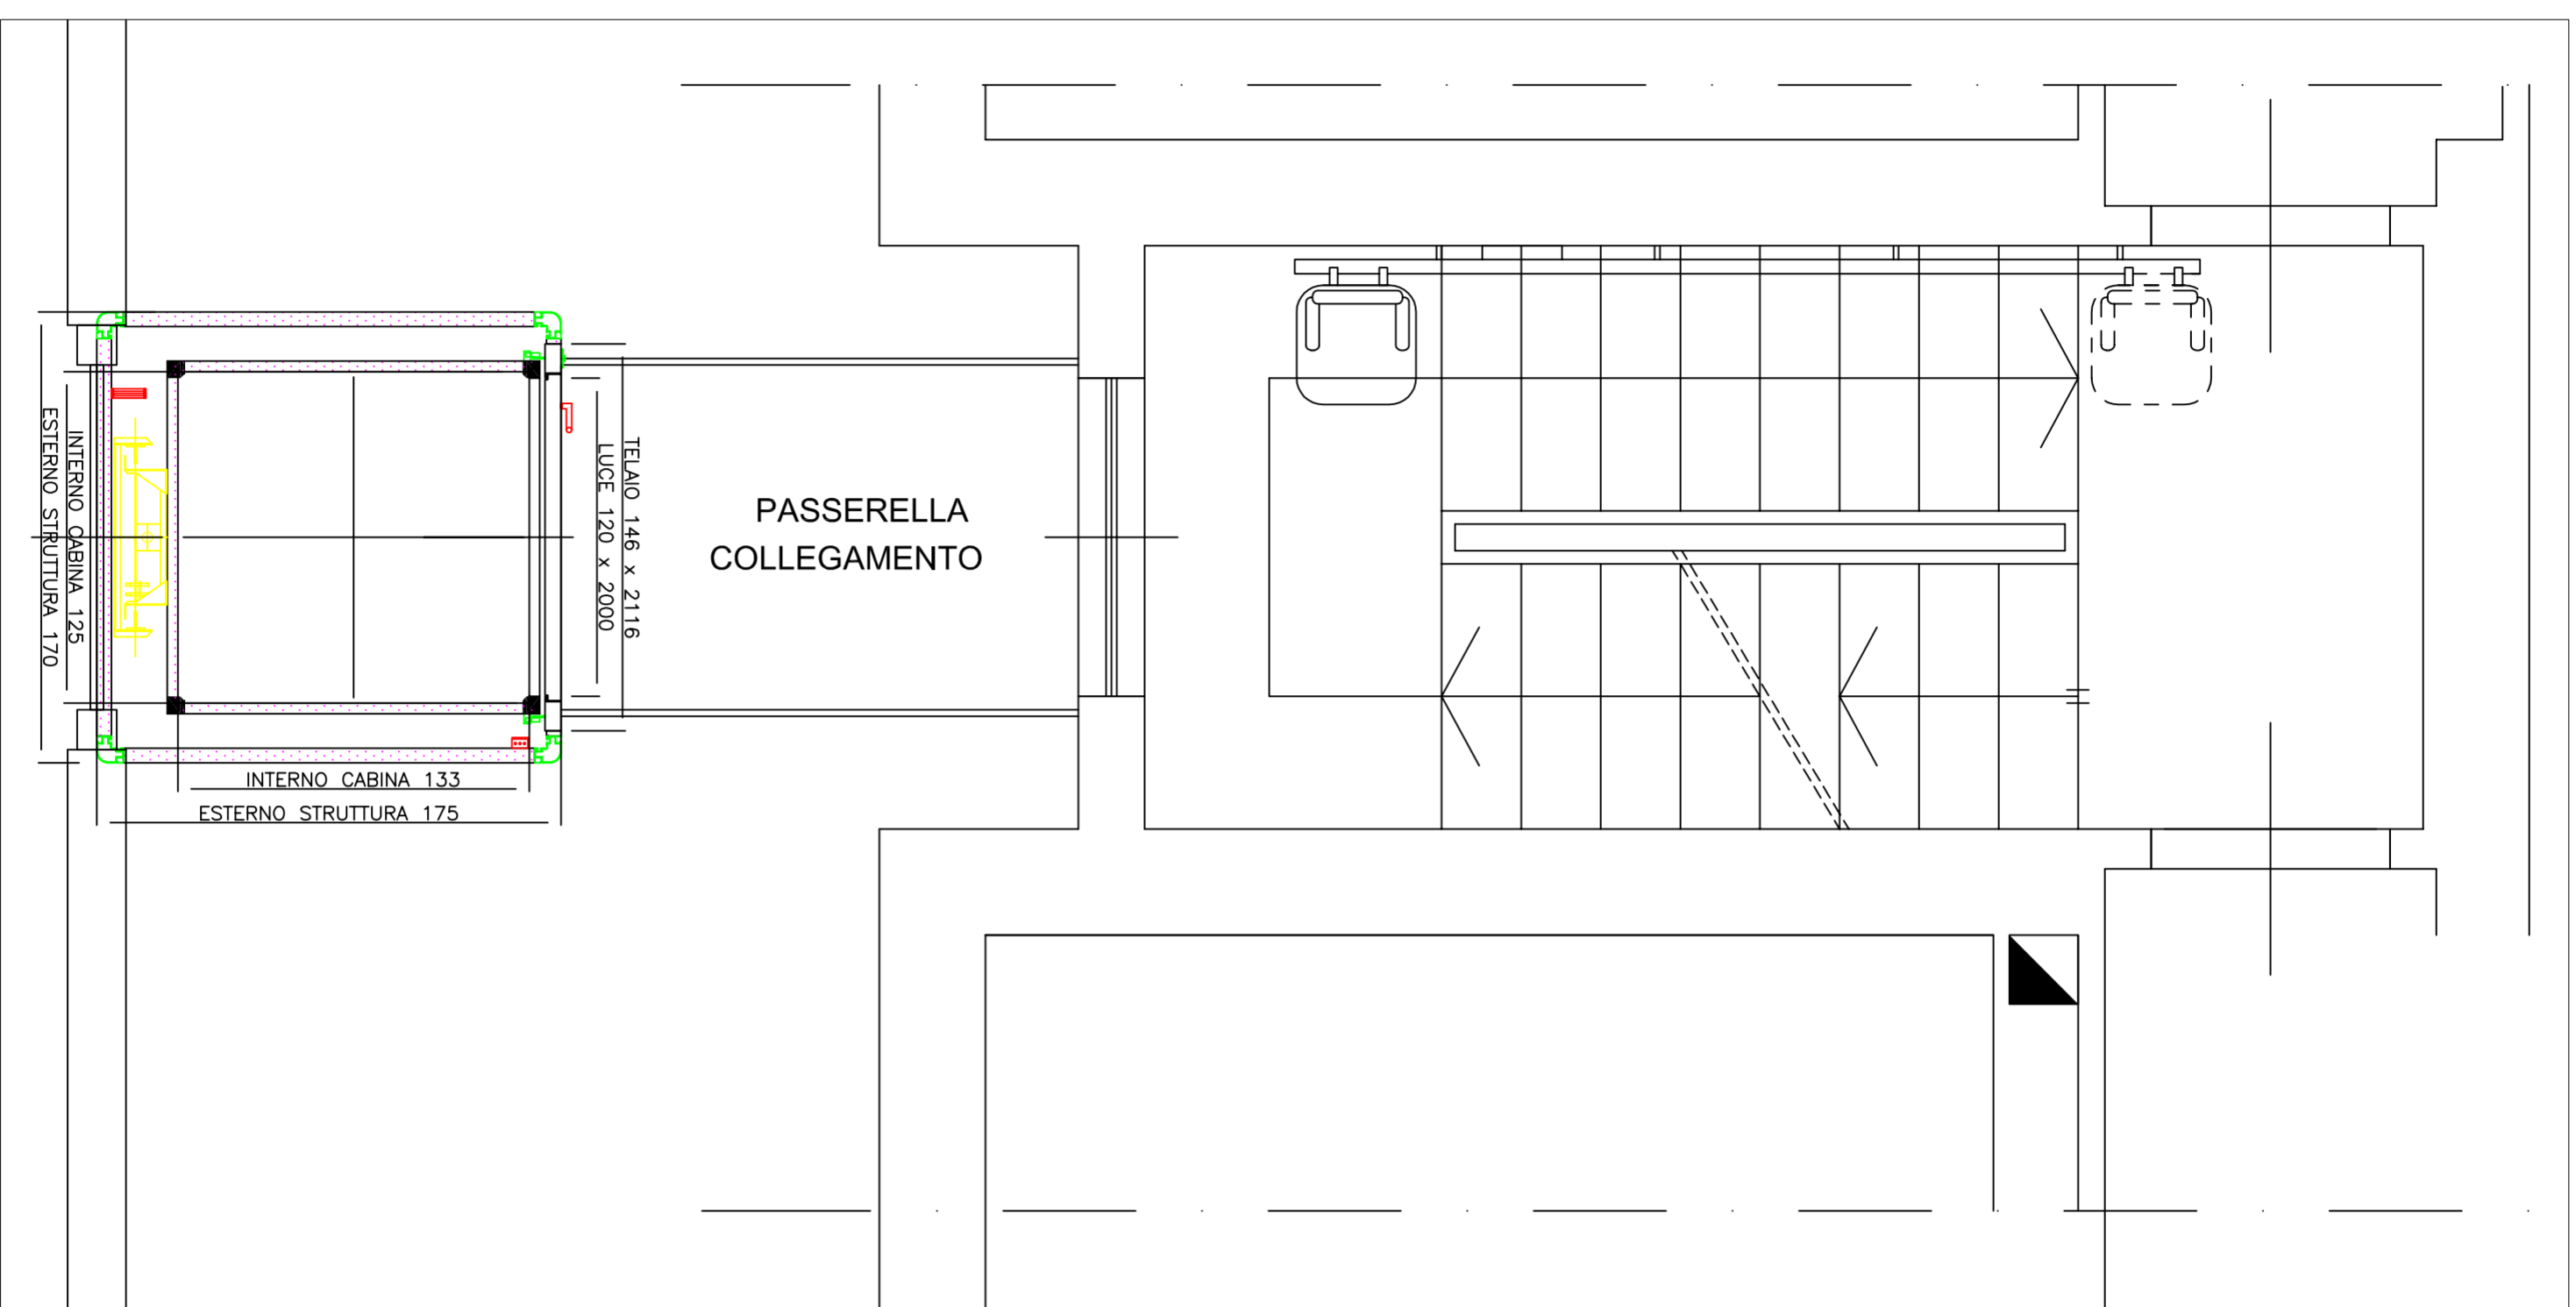 ESTERNO STRUTTURA 170
INTERNO CABINA 125
TELAIO 146 x 2116
LUCE 120 x 2000
PASSERELLA
COLLEGAMENTO
INTERNO CABINA 133
ESTERNO STRUTTURA 175